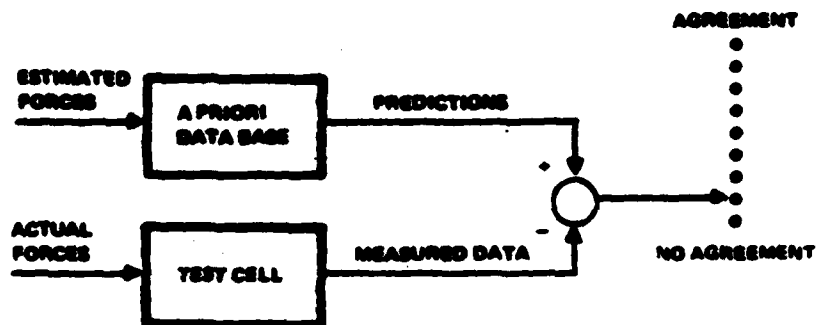 AGREEMENT
ESTIMATED
FORCES
A PRIORI
DATA BASE
PREDICTIONS
+
−
ACTUAL
FORCES
TEST CELL
MEASURED DATA
NO AGREEMENT